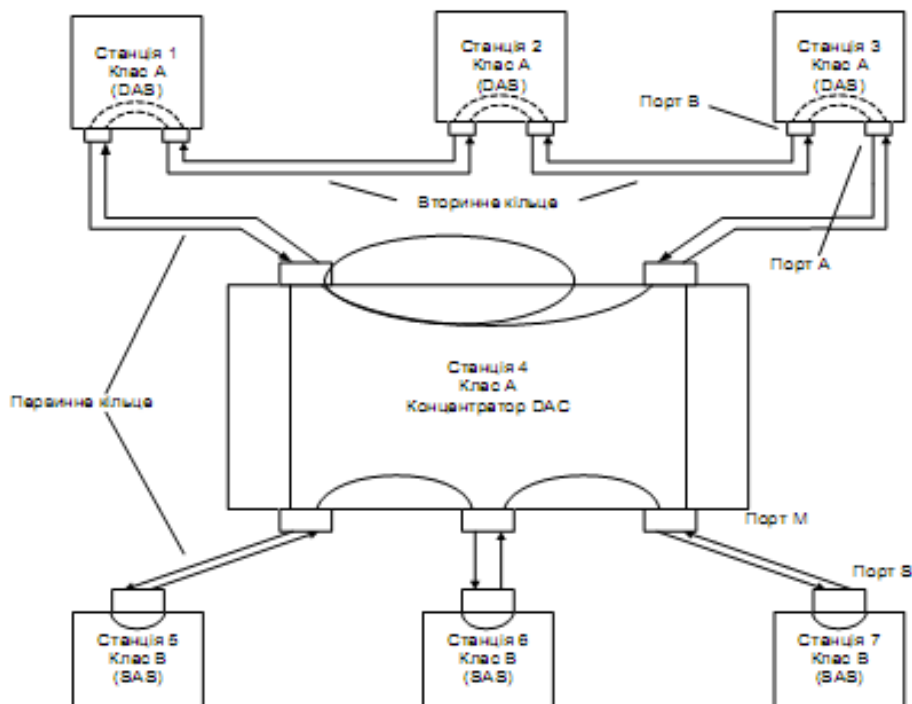 Станція 1
Клас А
(DAS)
Станція 2
Клас А
(DAS)
Станція 3
Клас А
(DAS)
Порт В
Вторинне кільце
Порт А
Станція 4
Клас А
Концентратор DAC
Первинне кільце
Порт М
Порт S
Станція 5
Клас В
(SAS)
Станція 6
Клас В
(SAS)
Станція 7
Клас В
(SAS)